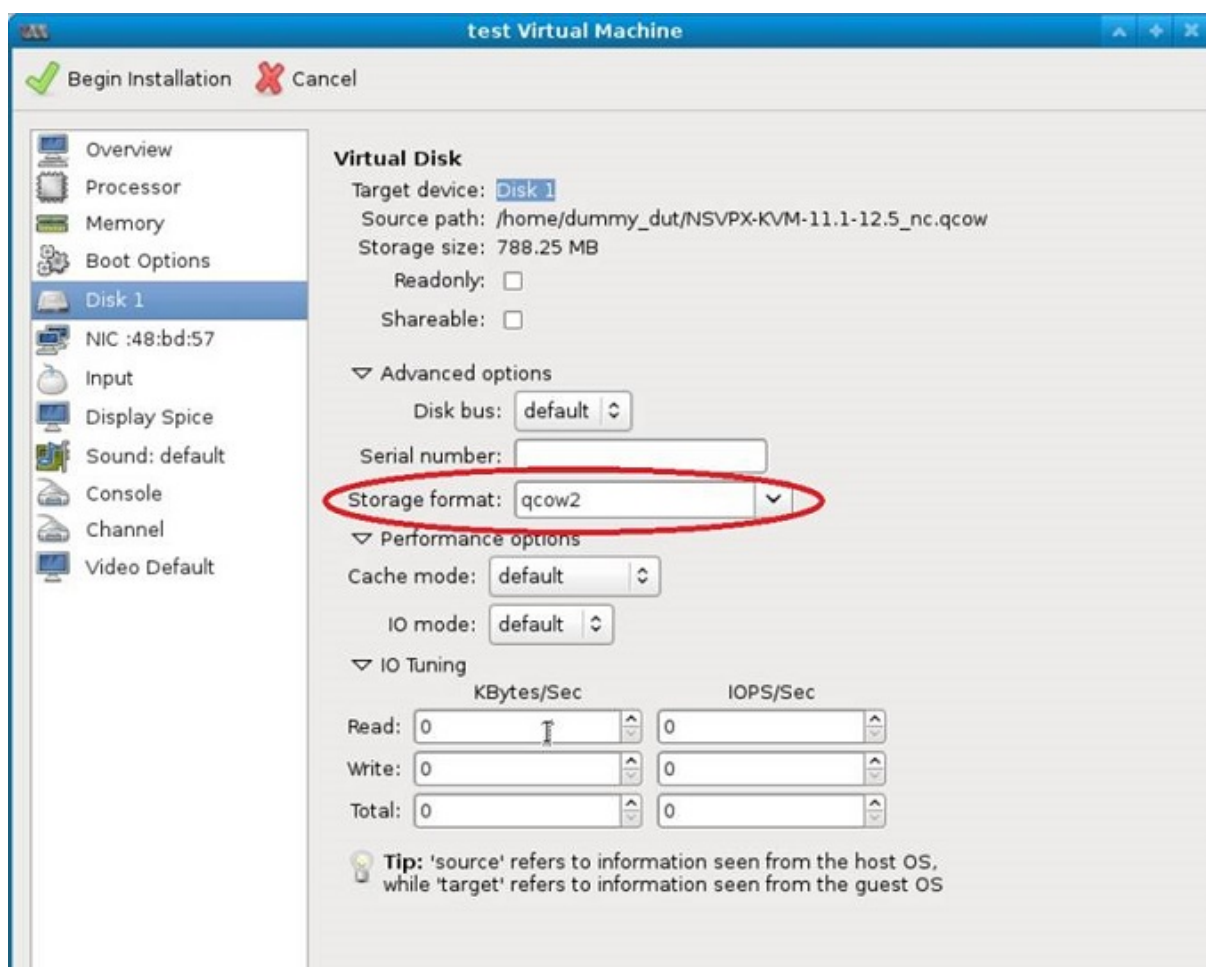 test Virtual Machine
Begin Installation Cancel
Overview
Processor
Memory
Boot Options
Disk 1
NIC :48:bd:57
Input
Display Spice
Sound: default
Console
Channel
Video Default
Virtual Disk
Target device: Disk 1
Source path: /home/dummy_dut/NSVPX-KVM-11.1-12.5_nc.qcow
Storage size: 788.25 MB
Readonly:
Shareable:
Advanced options
Disk bus: default
Serial number:
Storage format: qcow2
Performance options
Cache mode: default
IO mode: default
IO Tuning
KBytes/Sec IOPS/Sec
Read: 0 0
Write: 0 0
Total: 0 0
Tip: 'source' refers to information seen from the host OS,
while 'target' refers to information seen from the guest OS